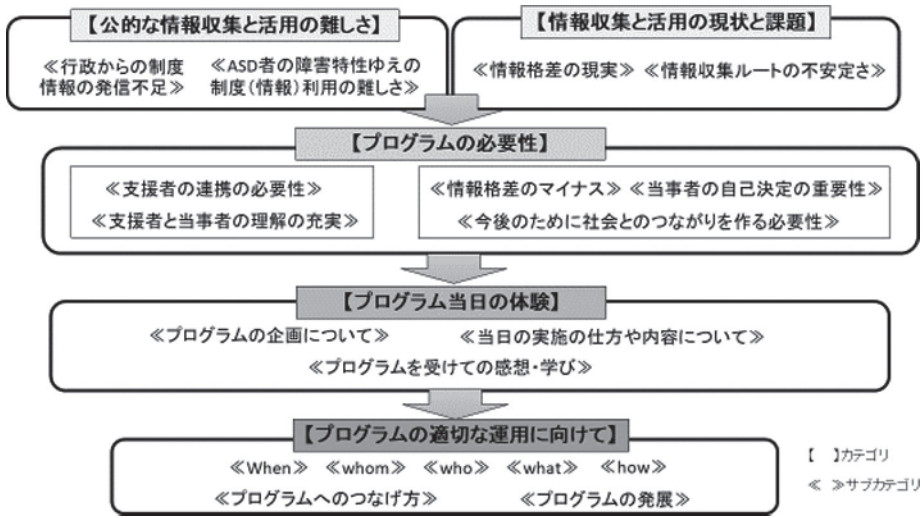 【公的な情報収集と活用の難しさ】
≪行政からの制度
情報の発信不足≫
≪ASD者の障害特性ゆえの
制度(情報)利用の難しさ≫
【情報収集と活用の現状と課題】
≪情報格差の現実≫ ≪情報収集ルートの不安定さ≫
【プログラムの必要性】
≪支援者の連携の必要性≫
≪支援者と当事者の理解の充実≫
≪情報格差のマイナス≫ ≪当事者の自己決定の重要性≫
≪今後のために社会とのつながりを作る必要性≫
【プログラム当日の体験】
≪プログラムの企画について≫ ≪当日の実施の仕方や内容について≫
≪プログラムを受けての感想・学び≫
【プログラムの適切な運用に向けて】
≪When≫ ≪whom≫ ≪who≫ ≪what≫ ≪how≫
≪プログラムへのつなげ方≫ ≪プログラムの発展≫
【 】カテゴリ
≪ ≫サブカテゴリ